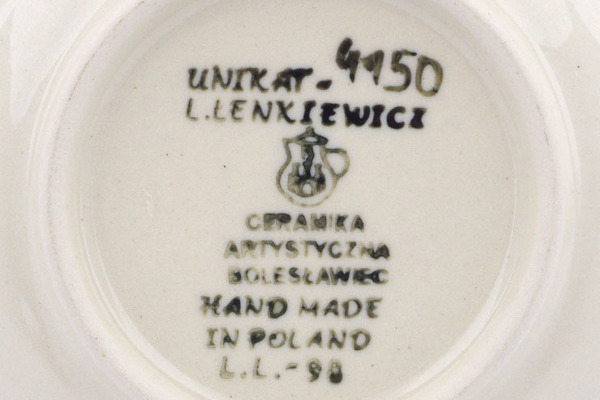 UNIKAT - 4150
L. LENKIEWICZ
CERAMIKA
ARTYSTYCZNA
BOLESŁAWIEC
HAND MADE
IN POLAND
L.L. - 98